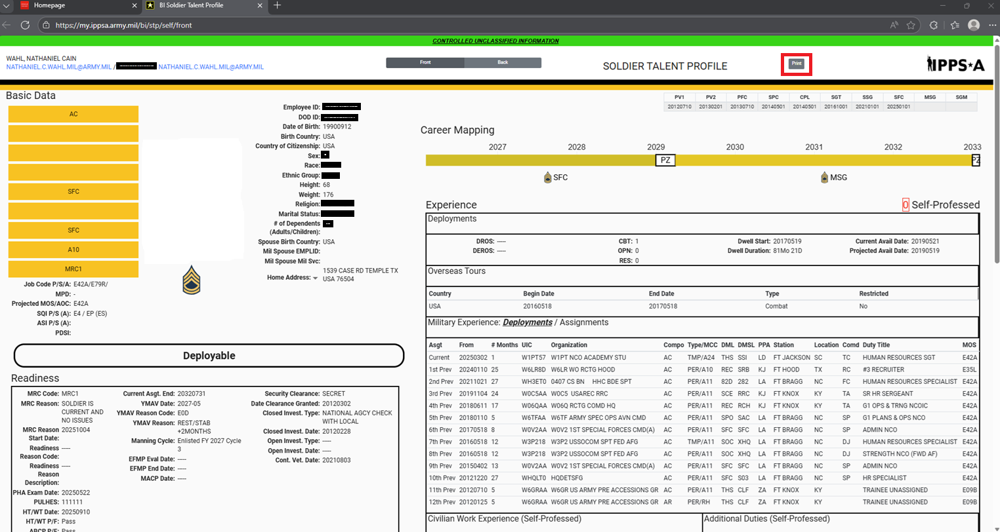 Homepage
BI Soldier Talent Profile
https://my.ippsa.army.mil/bi/stp/self/front
CONTROLLED UNCLASSIFIED INFORMATION
WAHL, NATHANIEL CAIN
NATHANIEL.C.WAHL.MIL@ARMY.MIL / NATHANIEL.C.WAHL.MIL@ARMY.MIL
Front Back
SOLDIER TALENT PROFILE
Print
IPPS★A
Basic Data
AC
SFC
SFC
A10
MRC1
Job Code P/S/A: E42A/E79R/
MPD: -
Projected MOS/AOC: E42A
SQI P/S (A): E4 / EP (ES)
ASI P/S (A):
PDSI:
Employee ID:
DOD ID:
Date of Birth: 19900912
Birth Country: USA
Country of Citizenship: USA
Sex:
Race:
Ethnic Group:
Height: 68
Weight: 176
Religion:
Marital Status:
# of Dependents
(Adults/Children):
Spouse Birth Country: USA
Mil Spouse EMPLID:
Mil Spouse Mil Svc:
Home Address: 1539 CASE RD TEMPLE TX
USA 76504
PV1 PV2 PFC SPC CPL SGT SSG SFC MSG SGM
20120710 20130201 20130710 20140501 20140501 20161001 20210101 20250101
Career Mapping
2027 2028 2029 2030 2031 2032 2033
PZ PZ
SFC MSG
Deployable
Readiness
MRC Code: MRC1
MRC Reason: SOLDIER IS
CURRENT AND
NO ISSUES
MRC Reason 20251004
Start Date:
Readiness -----
Reason Code:
Readiness -----
Reason
Description:
PHA Exam Date: 20250522
PULHES: 111111
HT/WT Date: 20250910
HT/WT P/F: Pass
ABCP P/F: Pass
Current Asgt. End: 20320731
YMAV Date: 2027-05
YMAV Reason Code: E0D
YMAV Reason: REST/STAB
+2MONTHS
Manning Cycle: Enlisted FY 2027 Cycle
3
EFMP Eval Date: -----
EFMP End Date: -----
MACP Date: -----
Security Clearance: SECRET
Date Clearance Granted: 20120302
Closed Invest. Type: NATIONAL AGCY CHECK
WITH LOCAL
Closed Invest. Date: 20120228
Open Invest. Type: -----
Open Invest. Date: -----
Cont. Vet. Date: 20210803
Experience
0 Self-Professed
Deployments
DROS: -----
DEROS: -----
CBT: 1
OPN: 0
RES: 0
Dwell Start: 20170519
Dwell Duration: 81Mo 21D
Current Avail Date: 20190521
Projected Avail Date: 20190519
Overseas Tours
Country Begin Date End Date Type Restricted
USA 20160518 20170518 Combat No
Military Experience: Deployments / Assignments
Asgt From # Months UIC Organization Compo Type/MCC DML DMSL PPA Station Location Comd Duty Title MOS
Current 20250302 1 W1PT57 W1PT NCO ACADEMY STU AC TMP/A24 THS SSI LD FT JACKSON SC TC HUMAN RESOURCES SGT E42A
1st Prev 20240110 25 W6LR8D W6LR WO RCTG HOOD AC PER/A10 REC SRB KJ FT HOOD TX RC #3 RECRUITER E35L
2nd Prev 20211021 27 WH3ET0 0407 CS BN HHC BDE SPT AC PER/A11 82D 282 LA FT BRAGG NC FC HUMAN RESOURCES SPECIALIST E42A
3rd Prev 20191104 24 W0C5AA W0C5 USAREC RRC AC PER/A11 SCE RRC KJ FT KNOX KY TA SR HR SERGEANT E42A
4th Prev 20180611 17 W06QAA W06Q RCTG COMD HQ AC PER/A11 REC RCH KJ FT KNOX KY TA G1 OPS & TRNG NCOIC E42A
5th Prev 20180110 5 W6TFAA W6TF ARMY SPEC OPS AVN CMD AC PER/A11 SPO SAC LA FT BRAGG NC SP G1 PLANS & OPS NCO E42A
6th Prev 20170518 8 W0V2AA W0V2 1ST SPECIAL FORCES CMD(A) AC PER/A11 SFC SFC LA FT BRAGG NC SP ADMIN NCO E42A
7th Prev 20160518 12 W3P218 W3P2 USSOCOM SPT FED AFG AC TMP/A11 SOC XHQ LA FT BRAGG NC DJ HUMAN RESOURCES SPECIALIST E42A
8th Prev 20160518 12 W3P218 W3P2 USSOCOM SPT FED AFG AC PER/A11 SOC XHQ LA FT BRAGG NC DJ STRENGTH NCO (FWD AF) E42A
9th Prev 20150402 13 W0V2AA W0V2 1ST SPECIAL FORCES CMD(A) AC PER/A11 SFC SFC LA FT BRAGG NC SP ADMIN NCO E42A
10th Prev 20121220 27 WHQLT0 HQDETSFG AC PER/A11 SFC S03 LA FT BRAGG NC SP HR SPECIALIST E42A
11th Prev 20120710 5 W6GRAA W6GR US ARMY PRE ACCESSIONS GR AC PER/A11 THS CLF ZA FT KNOX KY TRAINEE UNASSIGNED E09B
12th Prev 20120125 5 W6GRAA W6GR US ARMY PRE ACCESSIONS GR AR PER/RH THS CLF ZA FT KNOX KY TRAINEE UNASSIGNED E09B
Civilian Work Experience (Self-Professed) Additional Duties (Self-Professed)